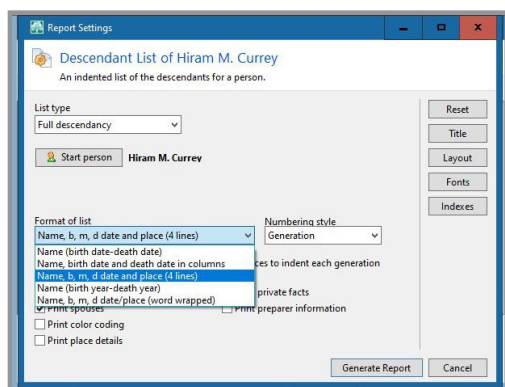 Report Settings
Descendant List of Hiram M. Currey
An indented list of the descendants for a person.
List type
Full descendancy
Start person Hiram M. Currey
Format of list
Numbering style
Name, b, m, d date and place (4 lines)
Generation
Name (birth date-death date)
Name, birth date and death date in columns
Name, b, m, d date and place (4 lines)
Name (birth year-death year)
Name, b, m, d date/place (word wrapped)
to indent each generation
private facts
Print spouses
Print preparer information
Print color coding
Print place details
Reset
Title
Layout
Fonts
Indexes
Generate Report
Cancel